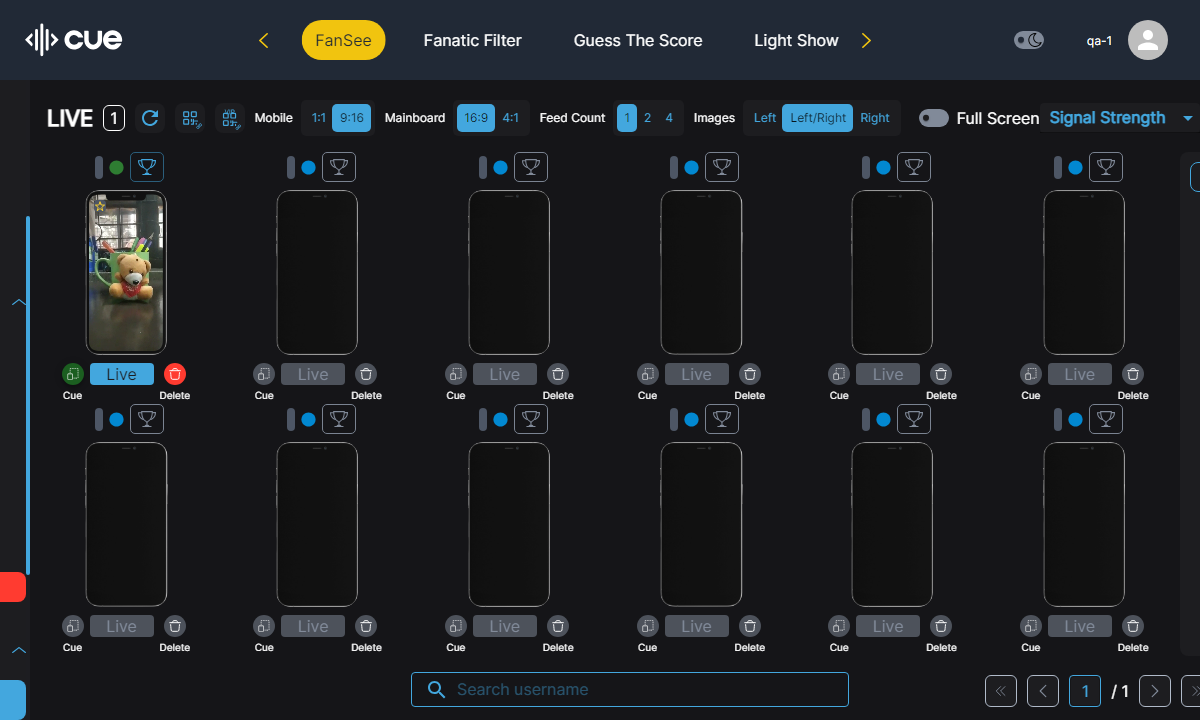 cue
FanSee
Fanatic Filter
Guess The Score
Light Show
qa-1
LIVE 1
Mobile 1:1 9:16
Mainboard 16:9 4:1
Feed Count 1 2 4
Images Left Left/Right Right
Full Screen
Signal Strength
Live Live Live Live Live Live
Cue Delete Cue Delete Cue Delete Cue Delete Cue Delete Cue Delete
Live Live Live Live Live Live
Cue Delete Cue Delete Cue Delete Cue Delete Cue Delete Cue Delete
Search username
1 / 1